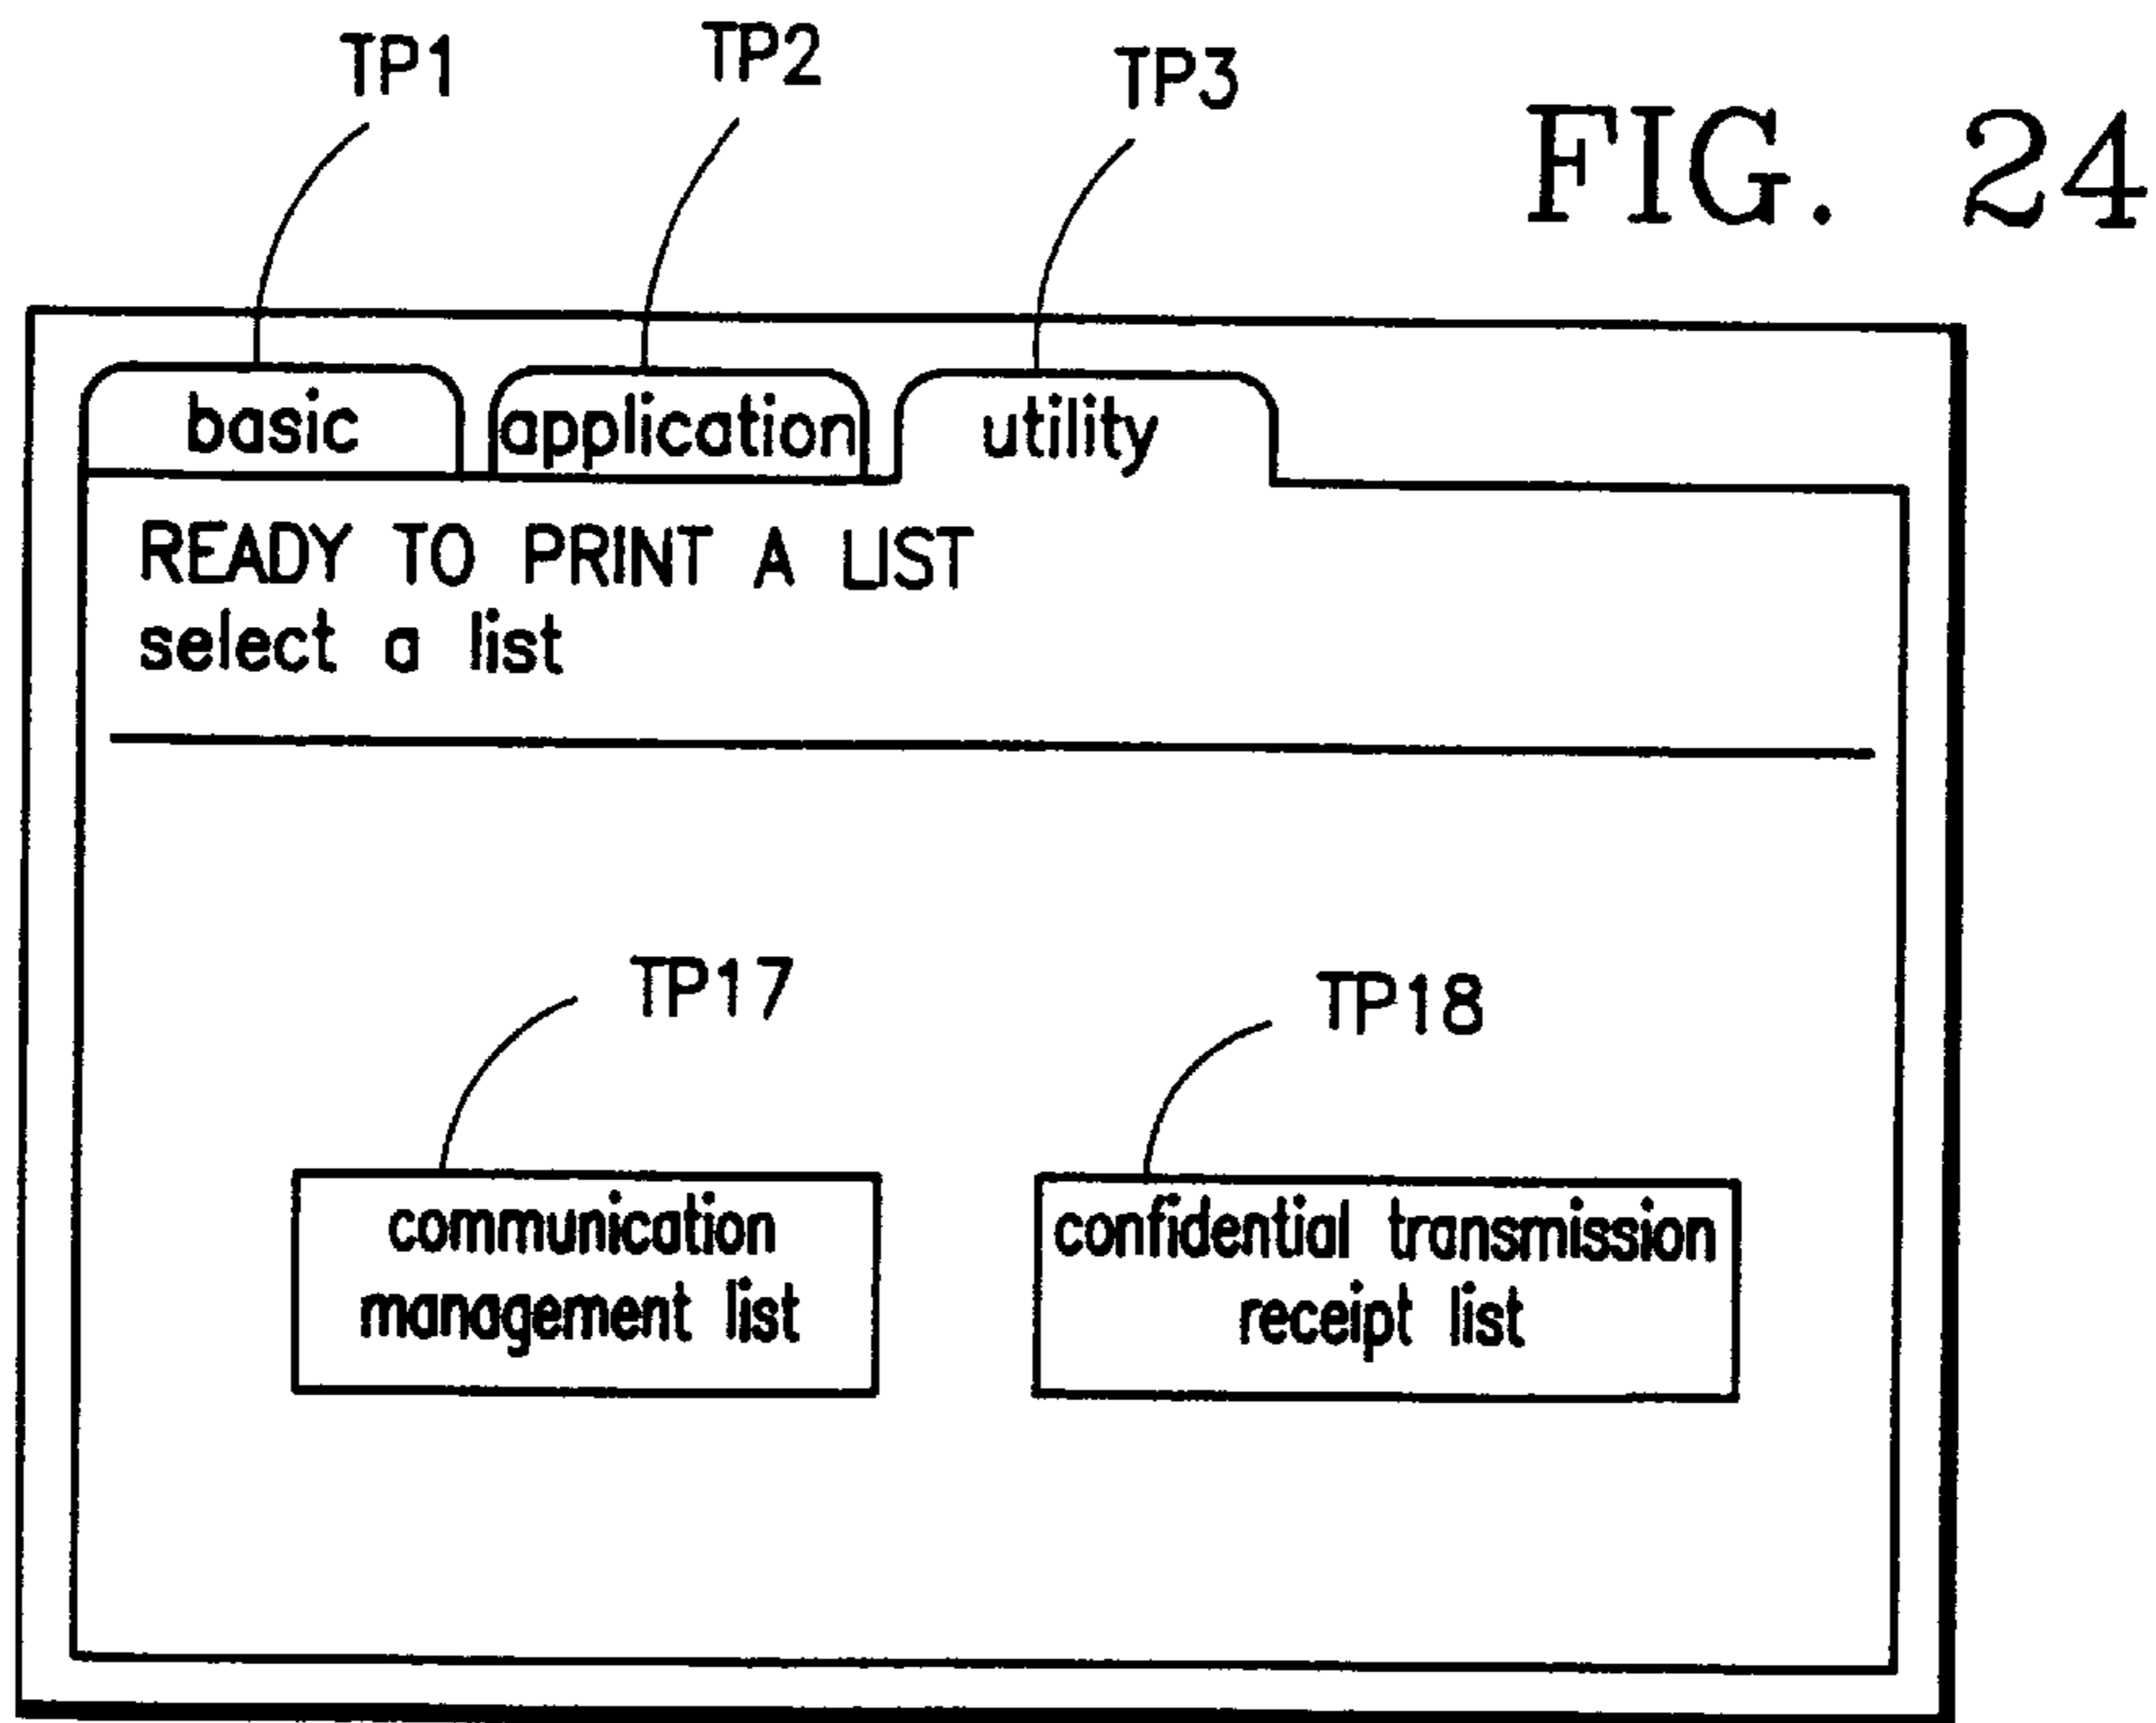 TP1 TP2 TP3
FIG. 24
basic application utility
READY TO PRINT A LIST
select a list
TP17 TP18
communication
management list
confidential transmission
receipt list